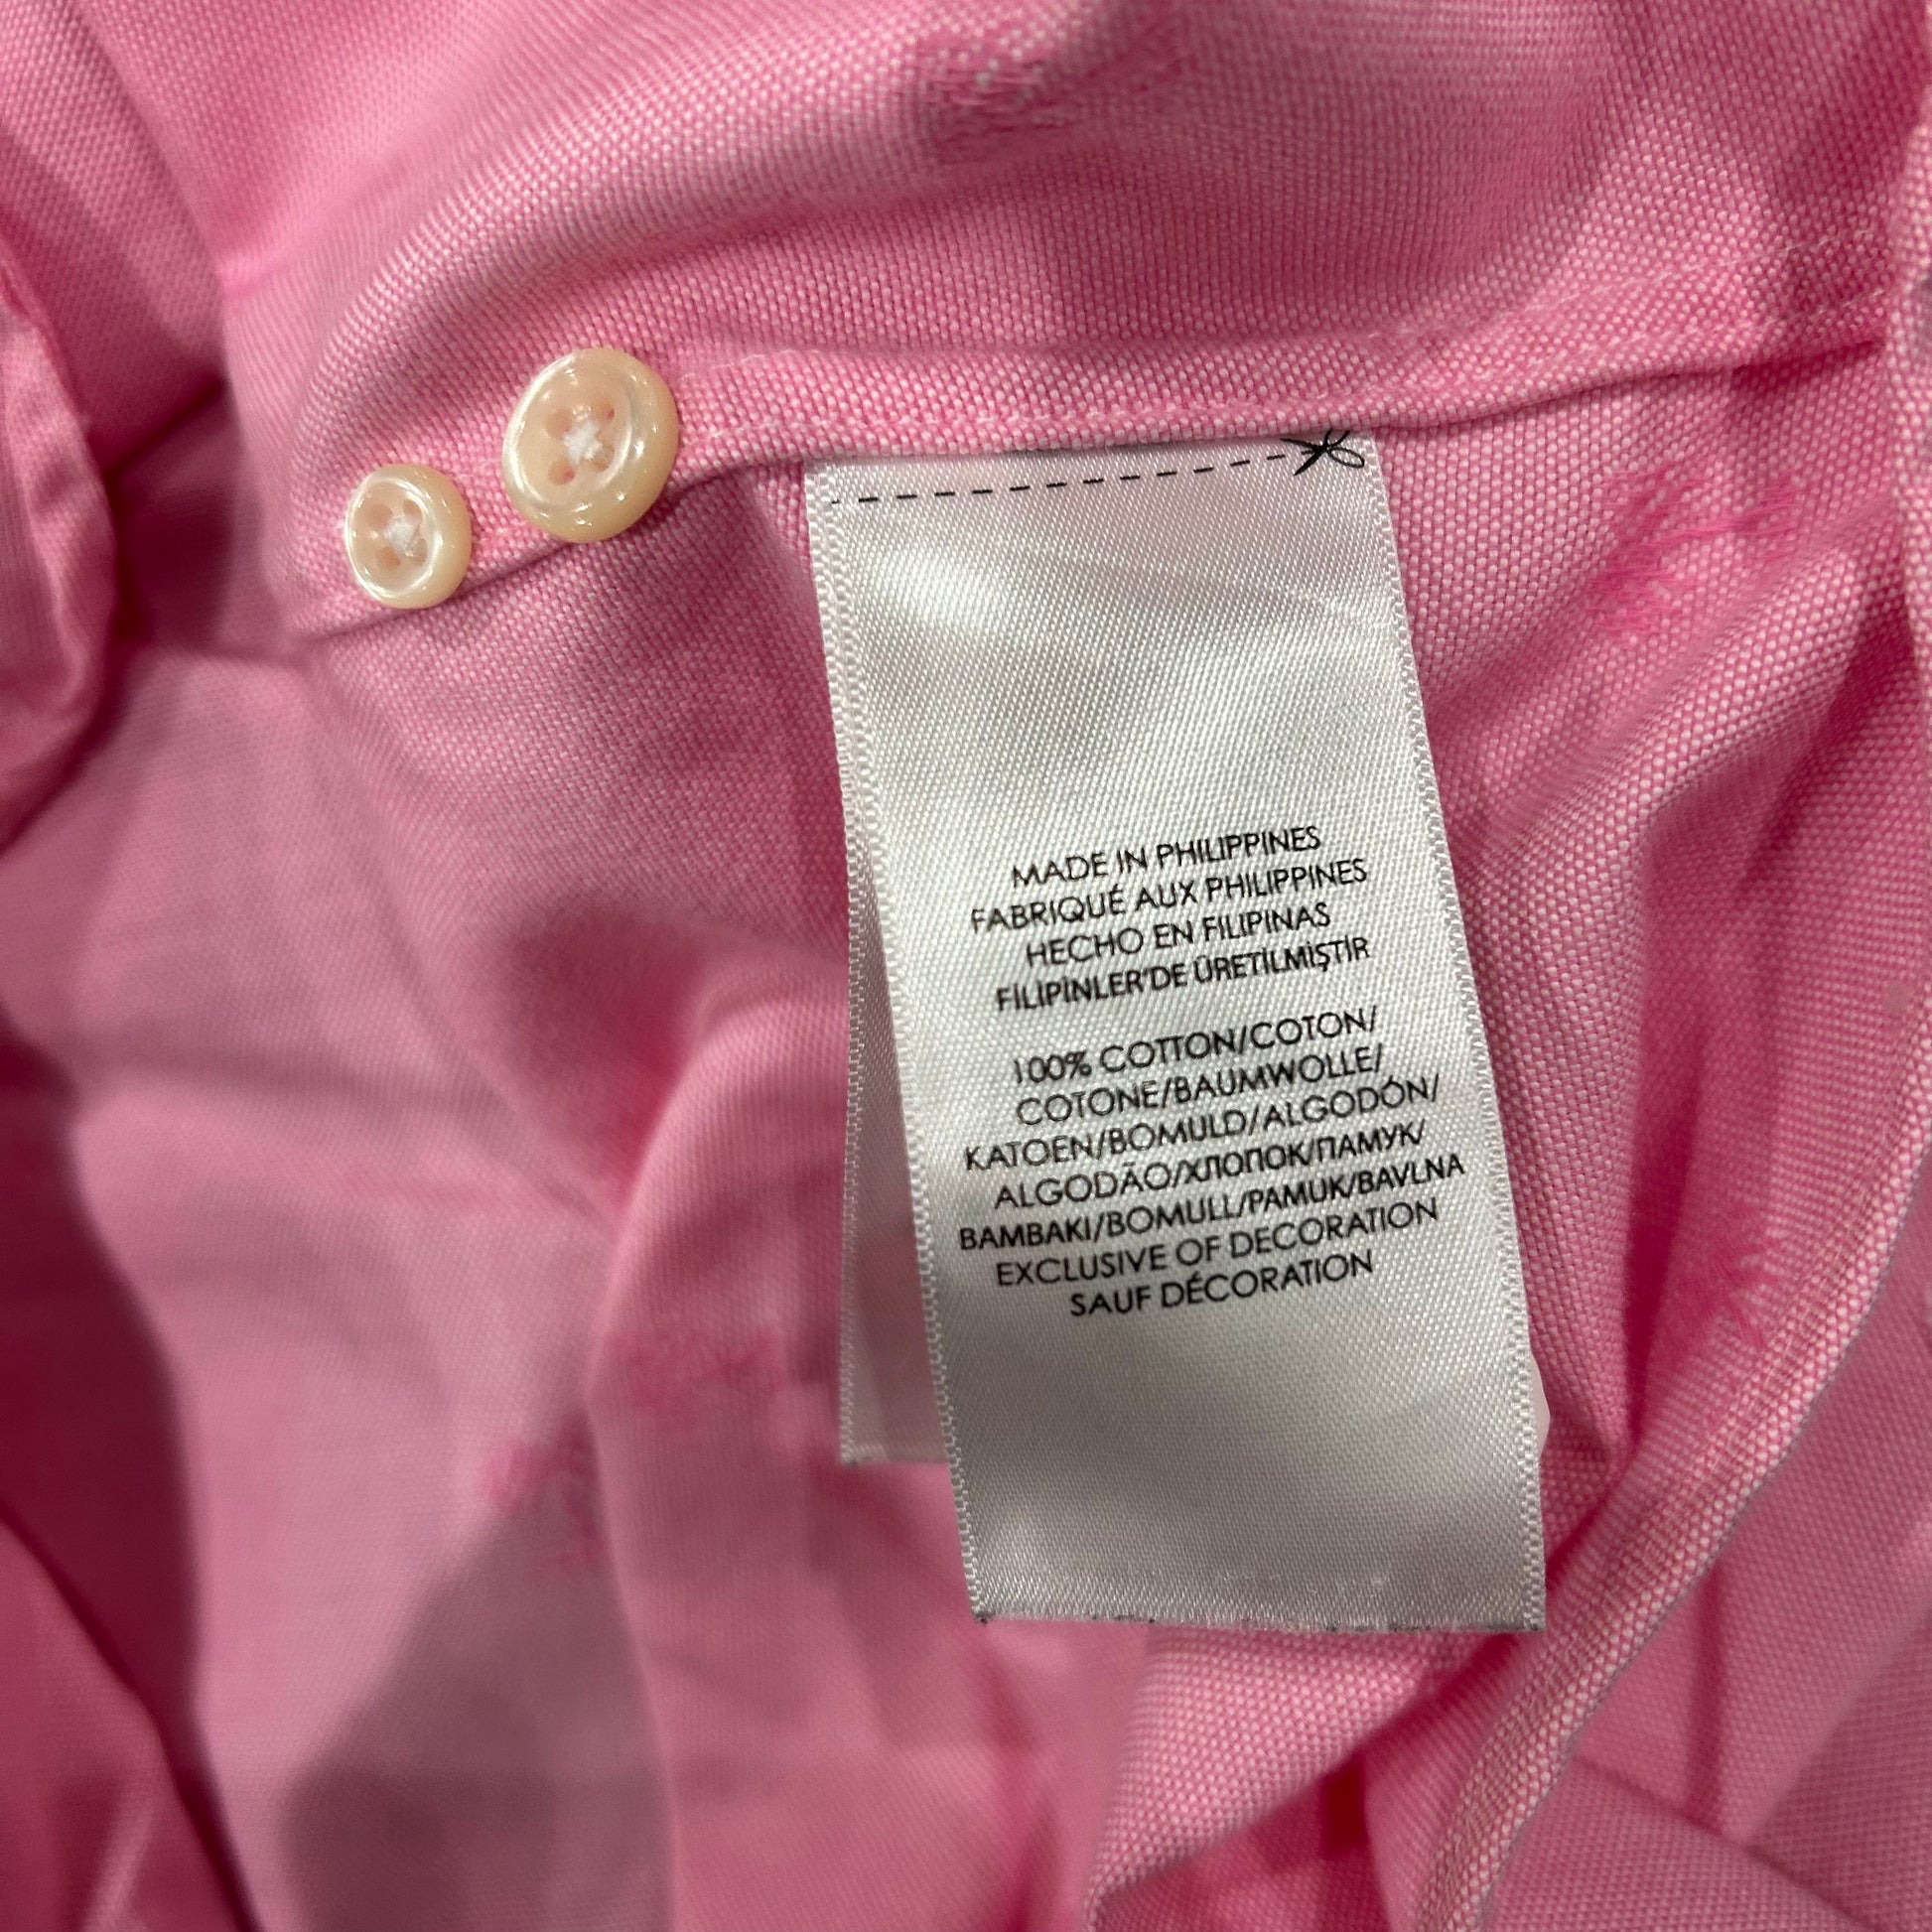 MADE IN PHILIPPINES
FABRIQUÉ AUX PHILIPPINES
HECHO EN FILIPINAS
FİLİPİNLER'DE ÜRETİLMİŞTİR
100% COTTON/COTON/
COTONE/BAUMWOLLE/
KATOEN/BOMULD/ALGODÓN/
ALGODÃO/ХЛОПОК/ПАМУК/
BAMBAKI/BOMULL/PAMUK/BAVLNA
EXCLUSIVE OF DECORATION
SAUF DÉCORATION